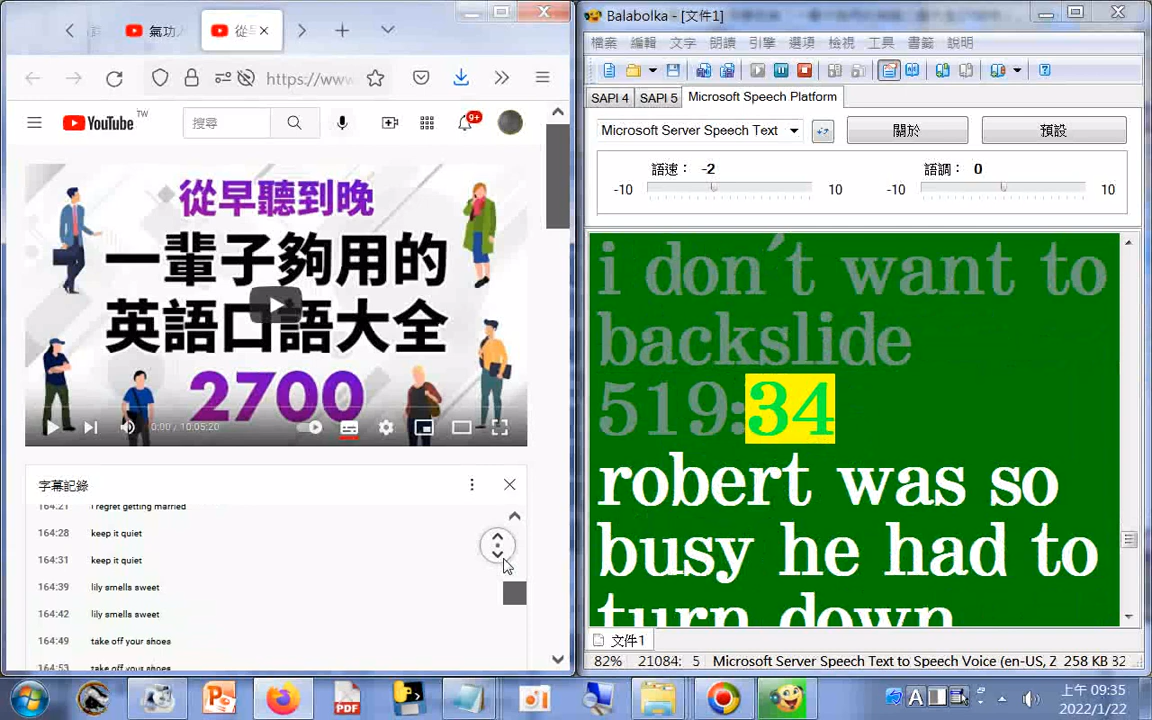 氣功
從
https://www
YouTube TW
搜尋
9+
從早聽到晚
一輩子夠用的
英語口語大全
2700
0:00 / 10:05:20
字幕記錄
164:21 i regret getting married
164:28 keep it quiet
164:31 keep it quiet
164:39 lily smells sweet
164:42 lily smells sweet
164:49 take off your shoes
164:53 take off your shoes
Balabolka - [文件1]
檔案 編輯 文字 朗讀 引擎 選項 檢視 工具 書籤 說明
SAPI 4 SAPI 5 Microsoft Speech Platform
Microsoft Server Speech Text 關於 預設
語速： -2 語調： 0
-10 10 -10 10
i don´t want to
backslide
519:34
robert was so
busy he had to
turn down
文件1
82% 21084: 5 Microsoft Server Speech Text to Speech Voice (en-US, Z 258 KB 32
PDF
A
上午 09:35
2022/1/22